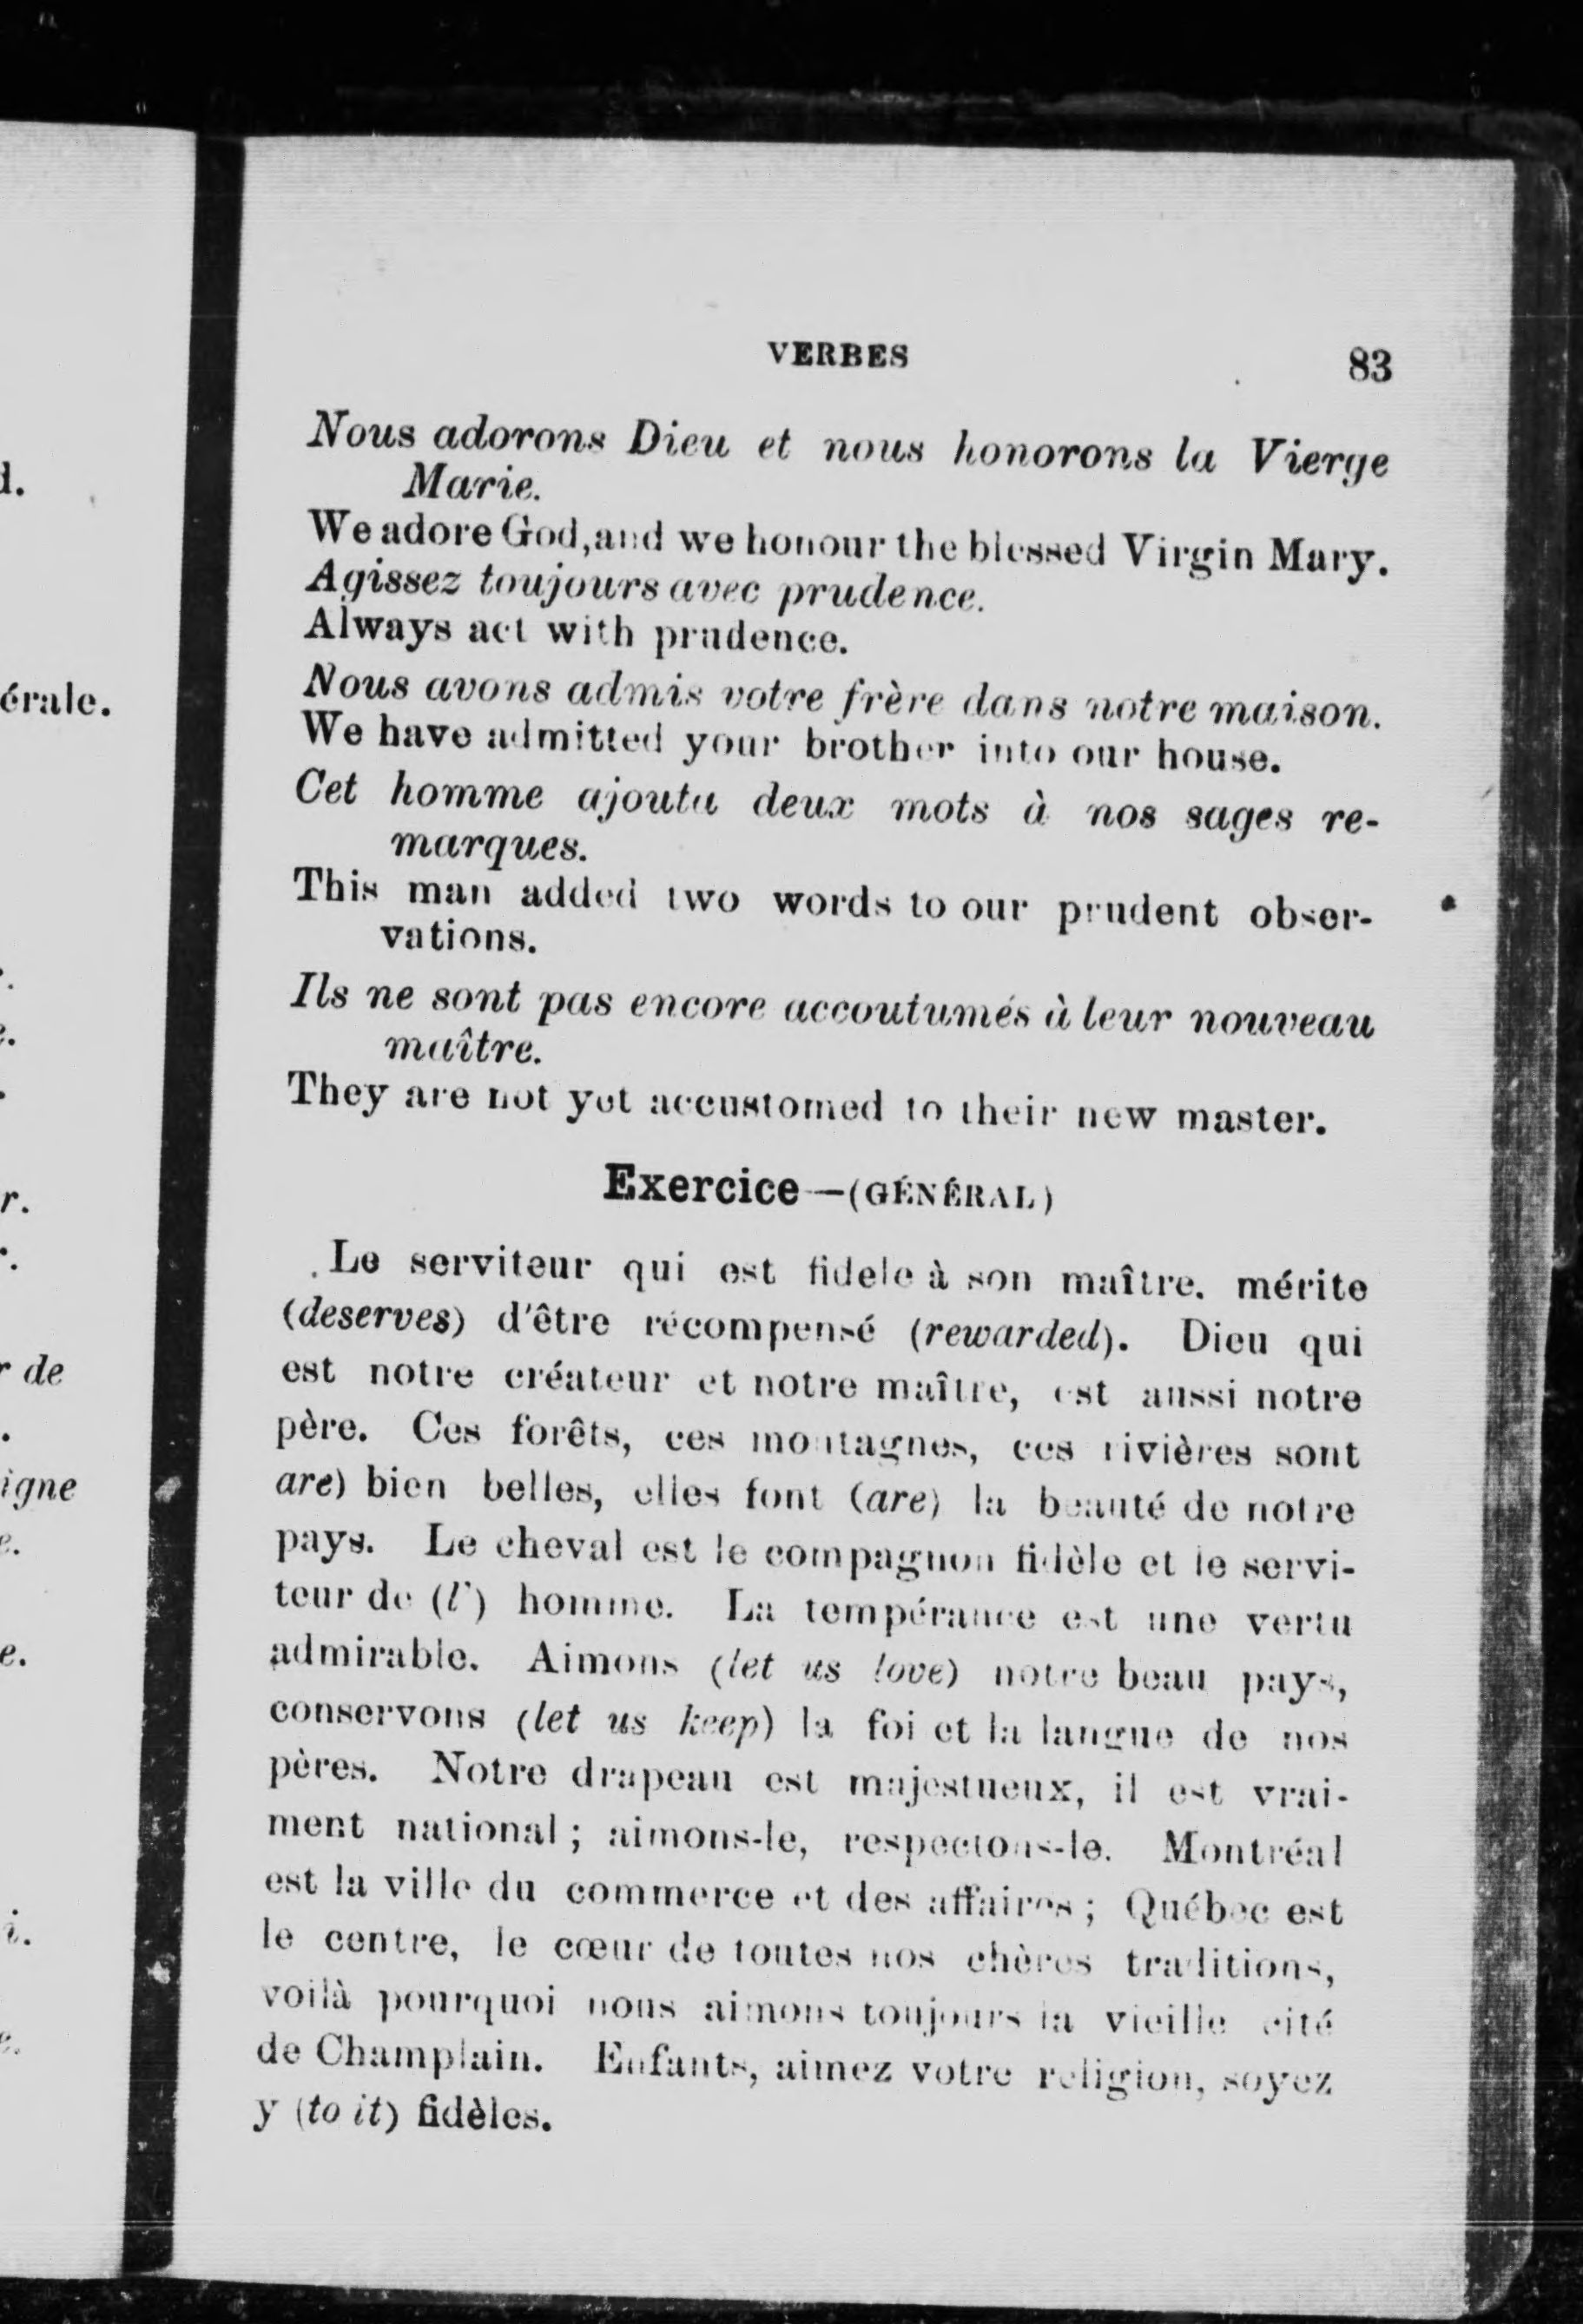 VERBES 83
Nous adorons Dieu et nous honorons la Vierge
Marie.
We adore God, and we honour the blessed Virgin Mary.
Agissez toujours avec prudence.
Always act with prudence.
Nous avons admis votre frère dans notre maison.
We have admitted your brother into our house.
Cet homme ajouta deux mots à nos sages re-
marques.
This man added two words to our prudent obser-
vations.
Ils ne sont pas encore accoutumés à leur nouveau
maître.
They are not yet accustomed to their new master.
Exercice—(GÉNÉRAL)
Le serviteur qui est fidele à son maître, mérite
(deserves) d'être récompensé (rewarded). Dieu qui
est notre créateur et notre maître, est aussi notre
père. Ces forêts, ces montagnes, ces rivières sont
are) bien belles, elles font (are) la beauté de notre
pays. Le cheval est le compagnon fidèle et le servi-
teur de (l') homme. La tempérance est une vertu
admirable. Aimons (let us love) notre beau pays,
conservons (let us keep) la foi et la langue de nos
pères. Notre drapeau est majestueux, il est vrai-
ment national ; aimons-le, respectons-le. Montréal
est la ville du commerce et des affaires ; Québec est
le centre, le cœur de toutes nos chères traditions,
voilà pourquoi nous aimons toujours la vieille cité
de Champlain. Enfants, aimez votre religion, soyez
y (to it) fidèles.
d.
érale.
r.
r de
igne
e.
e.
i.